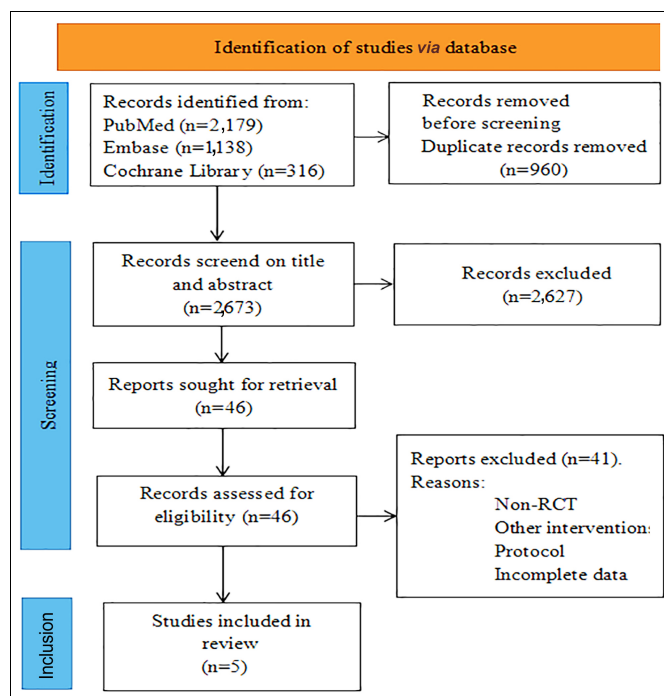 Identification of studies via database
Identification
Records identified from:
PubMed (n=2,179)
Embase (n=1,138)
Cochrane Library (n=316)
Records removed
before screening
Duplicate records removed
(n=960)
Screening
Records screend on title
and abstract
(n=2,673)
Records excluded
(n=2,627)
Reports sought for retrieval
(n=46)
Records assessed for
eligibility (n=46)
Reports excluded (n=41).
Reasons:
Non-RCT
Other interventions
Protocol
Incomplete data
Inclusion
Studies included in
review
(n=5)